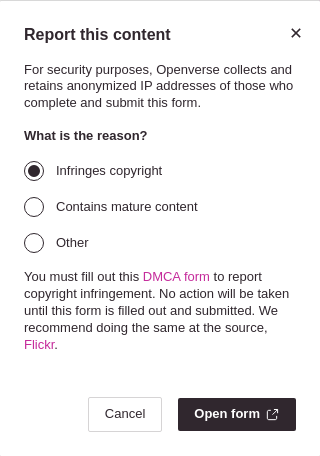 Report this content
For security purposes, Openverse collects and
retains anonymized IP addresses of those who
complete and submit this form.
What is the reason?
Infringes copyright
Contains mature content
Other
You must fill out this DMCA form to report
copyright infringement. No action will be taken
until this form is filled out and submitted. We
recommend doing the same at the source,
Flickr.
Cancel
Open form